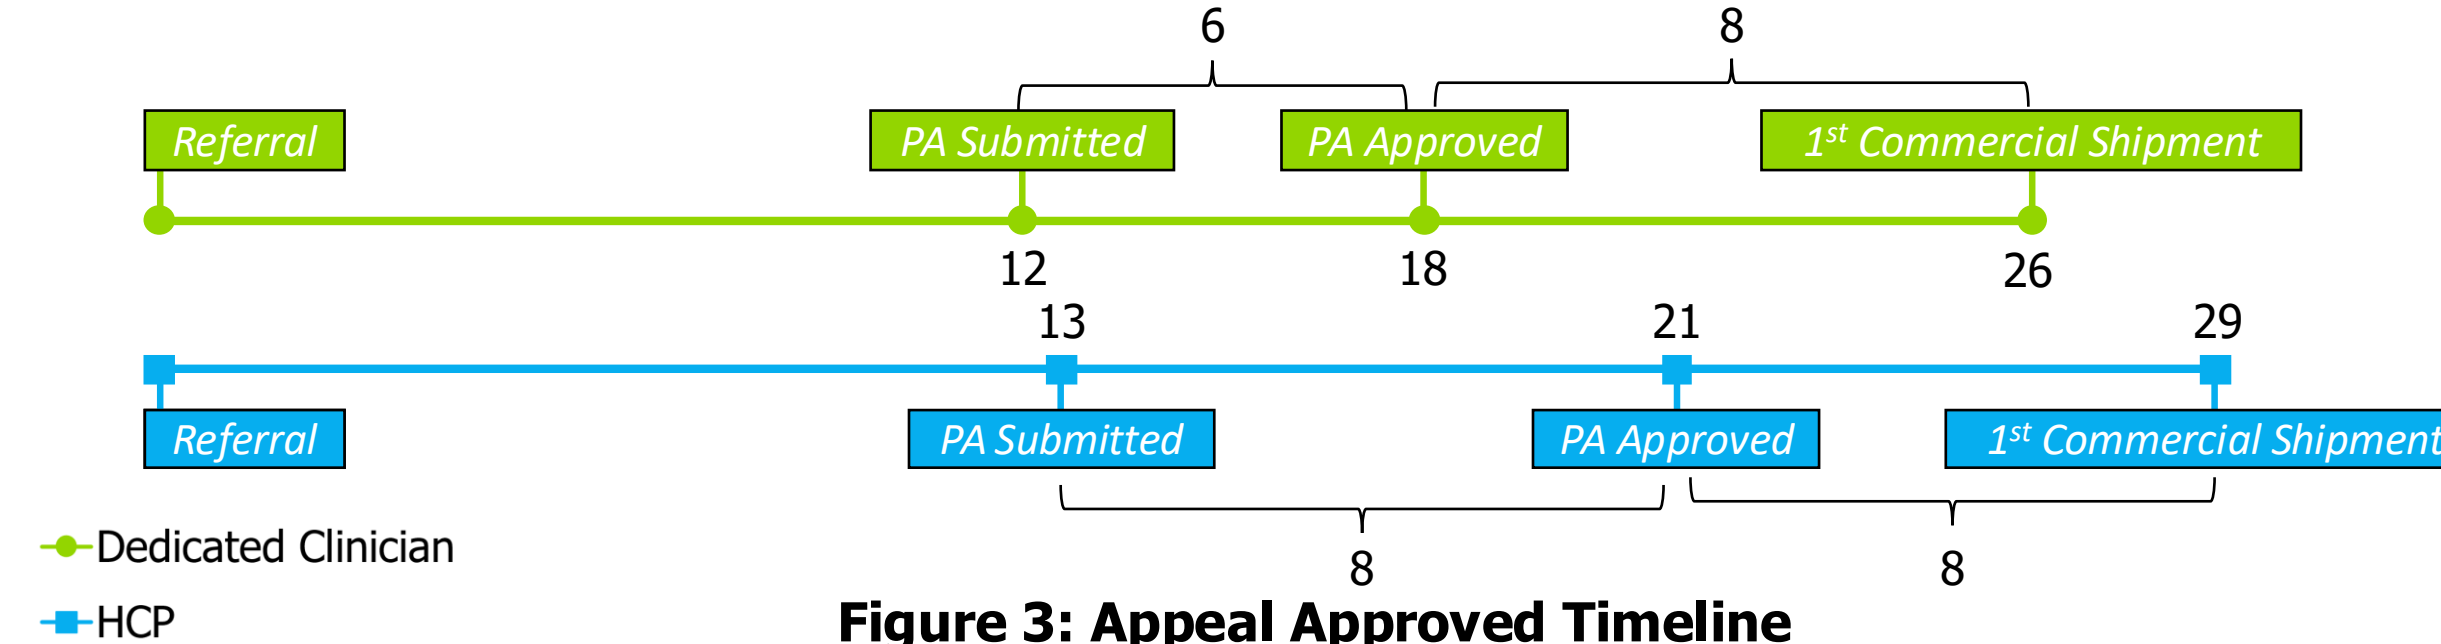 6 8
Referral PA Submitted PA Approved 1st Commercial Shipment
12 18 26
13 21 29
Referral PA Submitted PA Approved 1st Commercial Shipment
Dedicated Clinician
8 8
HCP
Figure 3: Appeal Approved Timeline